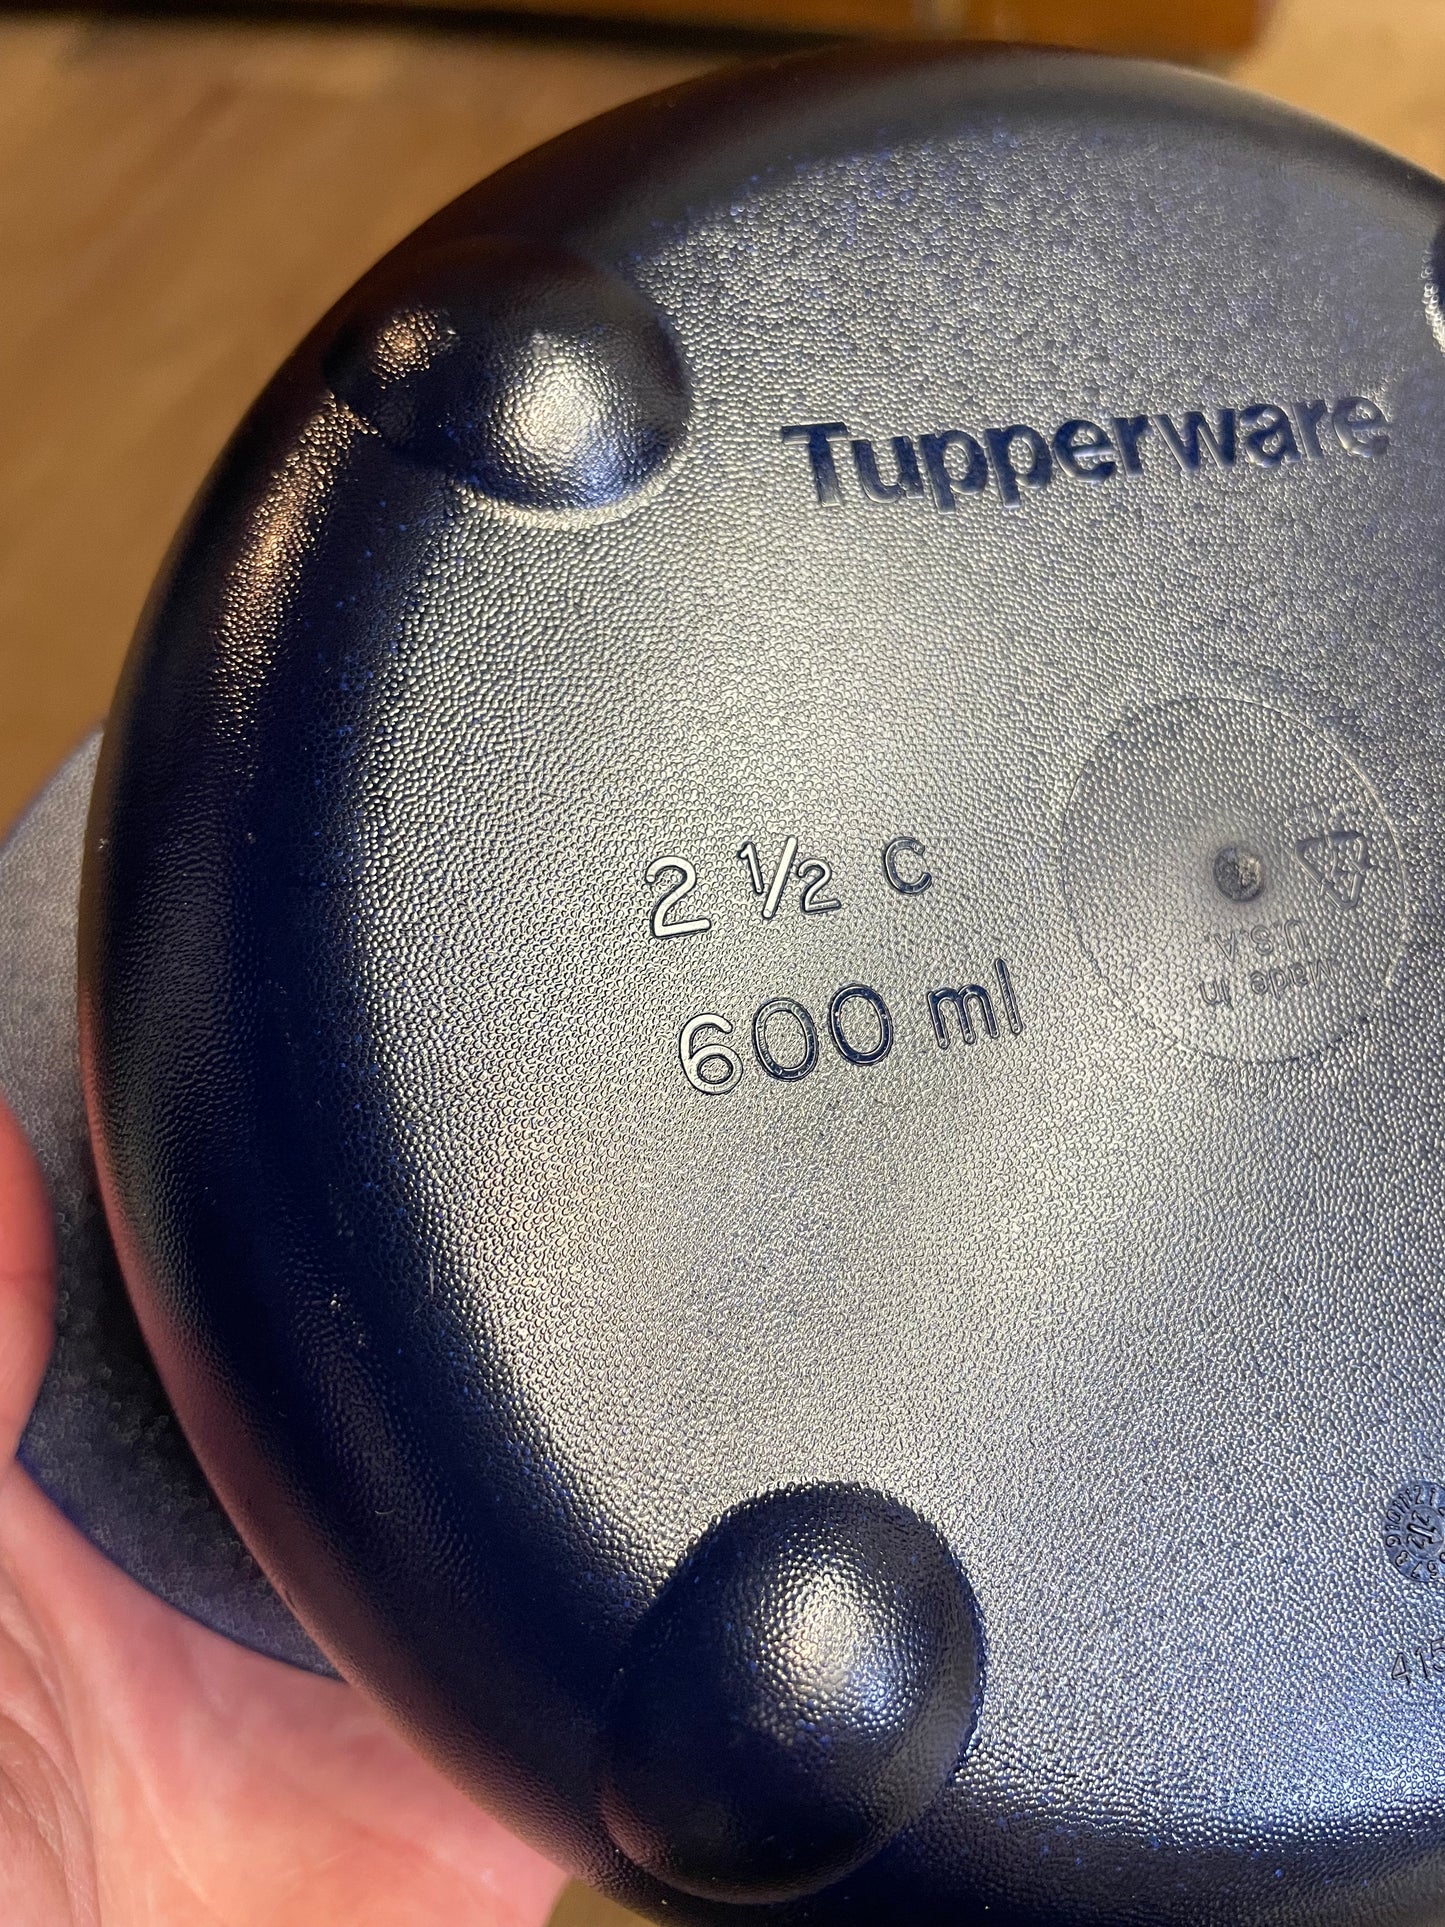 Tupperware
2 ½ c
600 ml
Made in
U.S.A.